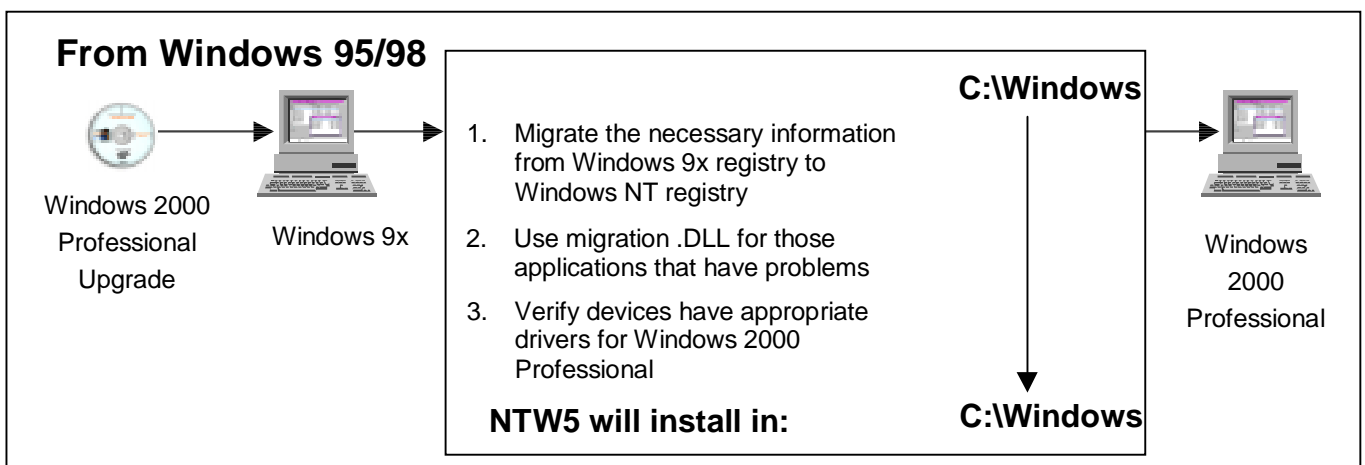 From Windows 95/98
Windows 2000
Professional
Upgrade
Windows 9x
C:\Windows
1. Migrate the necessary information
from Windows 9x registry to
Windows NT registry
2. Use migration .DLL for those
applications that have problems
3. Verify devices have appropriate
drivers for Windows 2000
Professional
NTW5 will install in:
C:\Windows
Windows
2000
Professional